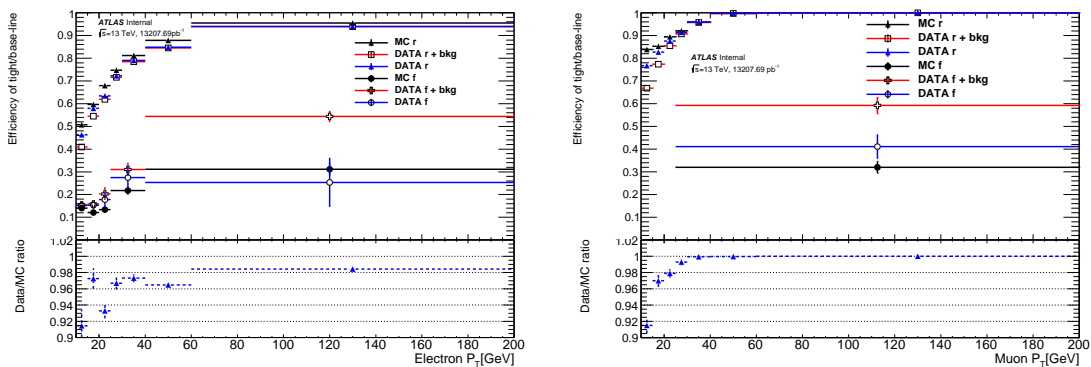 Efficiency of tight/base-line
1
0.9
0.8
0.7
0.6
0.5
0.4
0.3
0.2
0.1
ATLAS Internal
√s=13 TeV, 13207.69pb⁻¹
MC r
DATA r + bkg
DATA r
MC f
DATA f + bkg
DATA f
Data/MC ratio
1.02
1
0.98
0.96
0.94
0.92
0.9
20 40 60 80 100 120 140 160 180 200
Electron P_T[GeV]
Efficiency of tight/base-line
1
0.9
0.8
0.7
0.6
0.5
0.4
0.3
0.2
0.1
ATLAS Internal
√s=13 TeV, 13207.69 pb⁻¹
MC r
DATA r + bkg
DATA r
MC f
DATA f + bkg
DATA f
Data/MC ratio
1.02
1
0.98
0.96
0.94
0.92
0.9
20 40 60 80 100 120 140 160 180 200
Muon P_T[GeV]